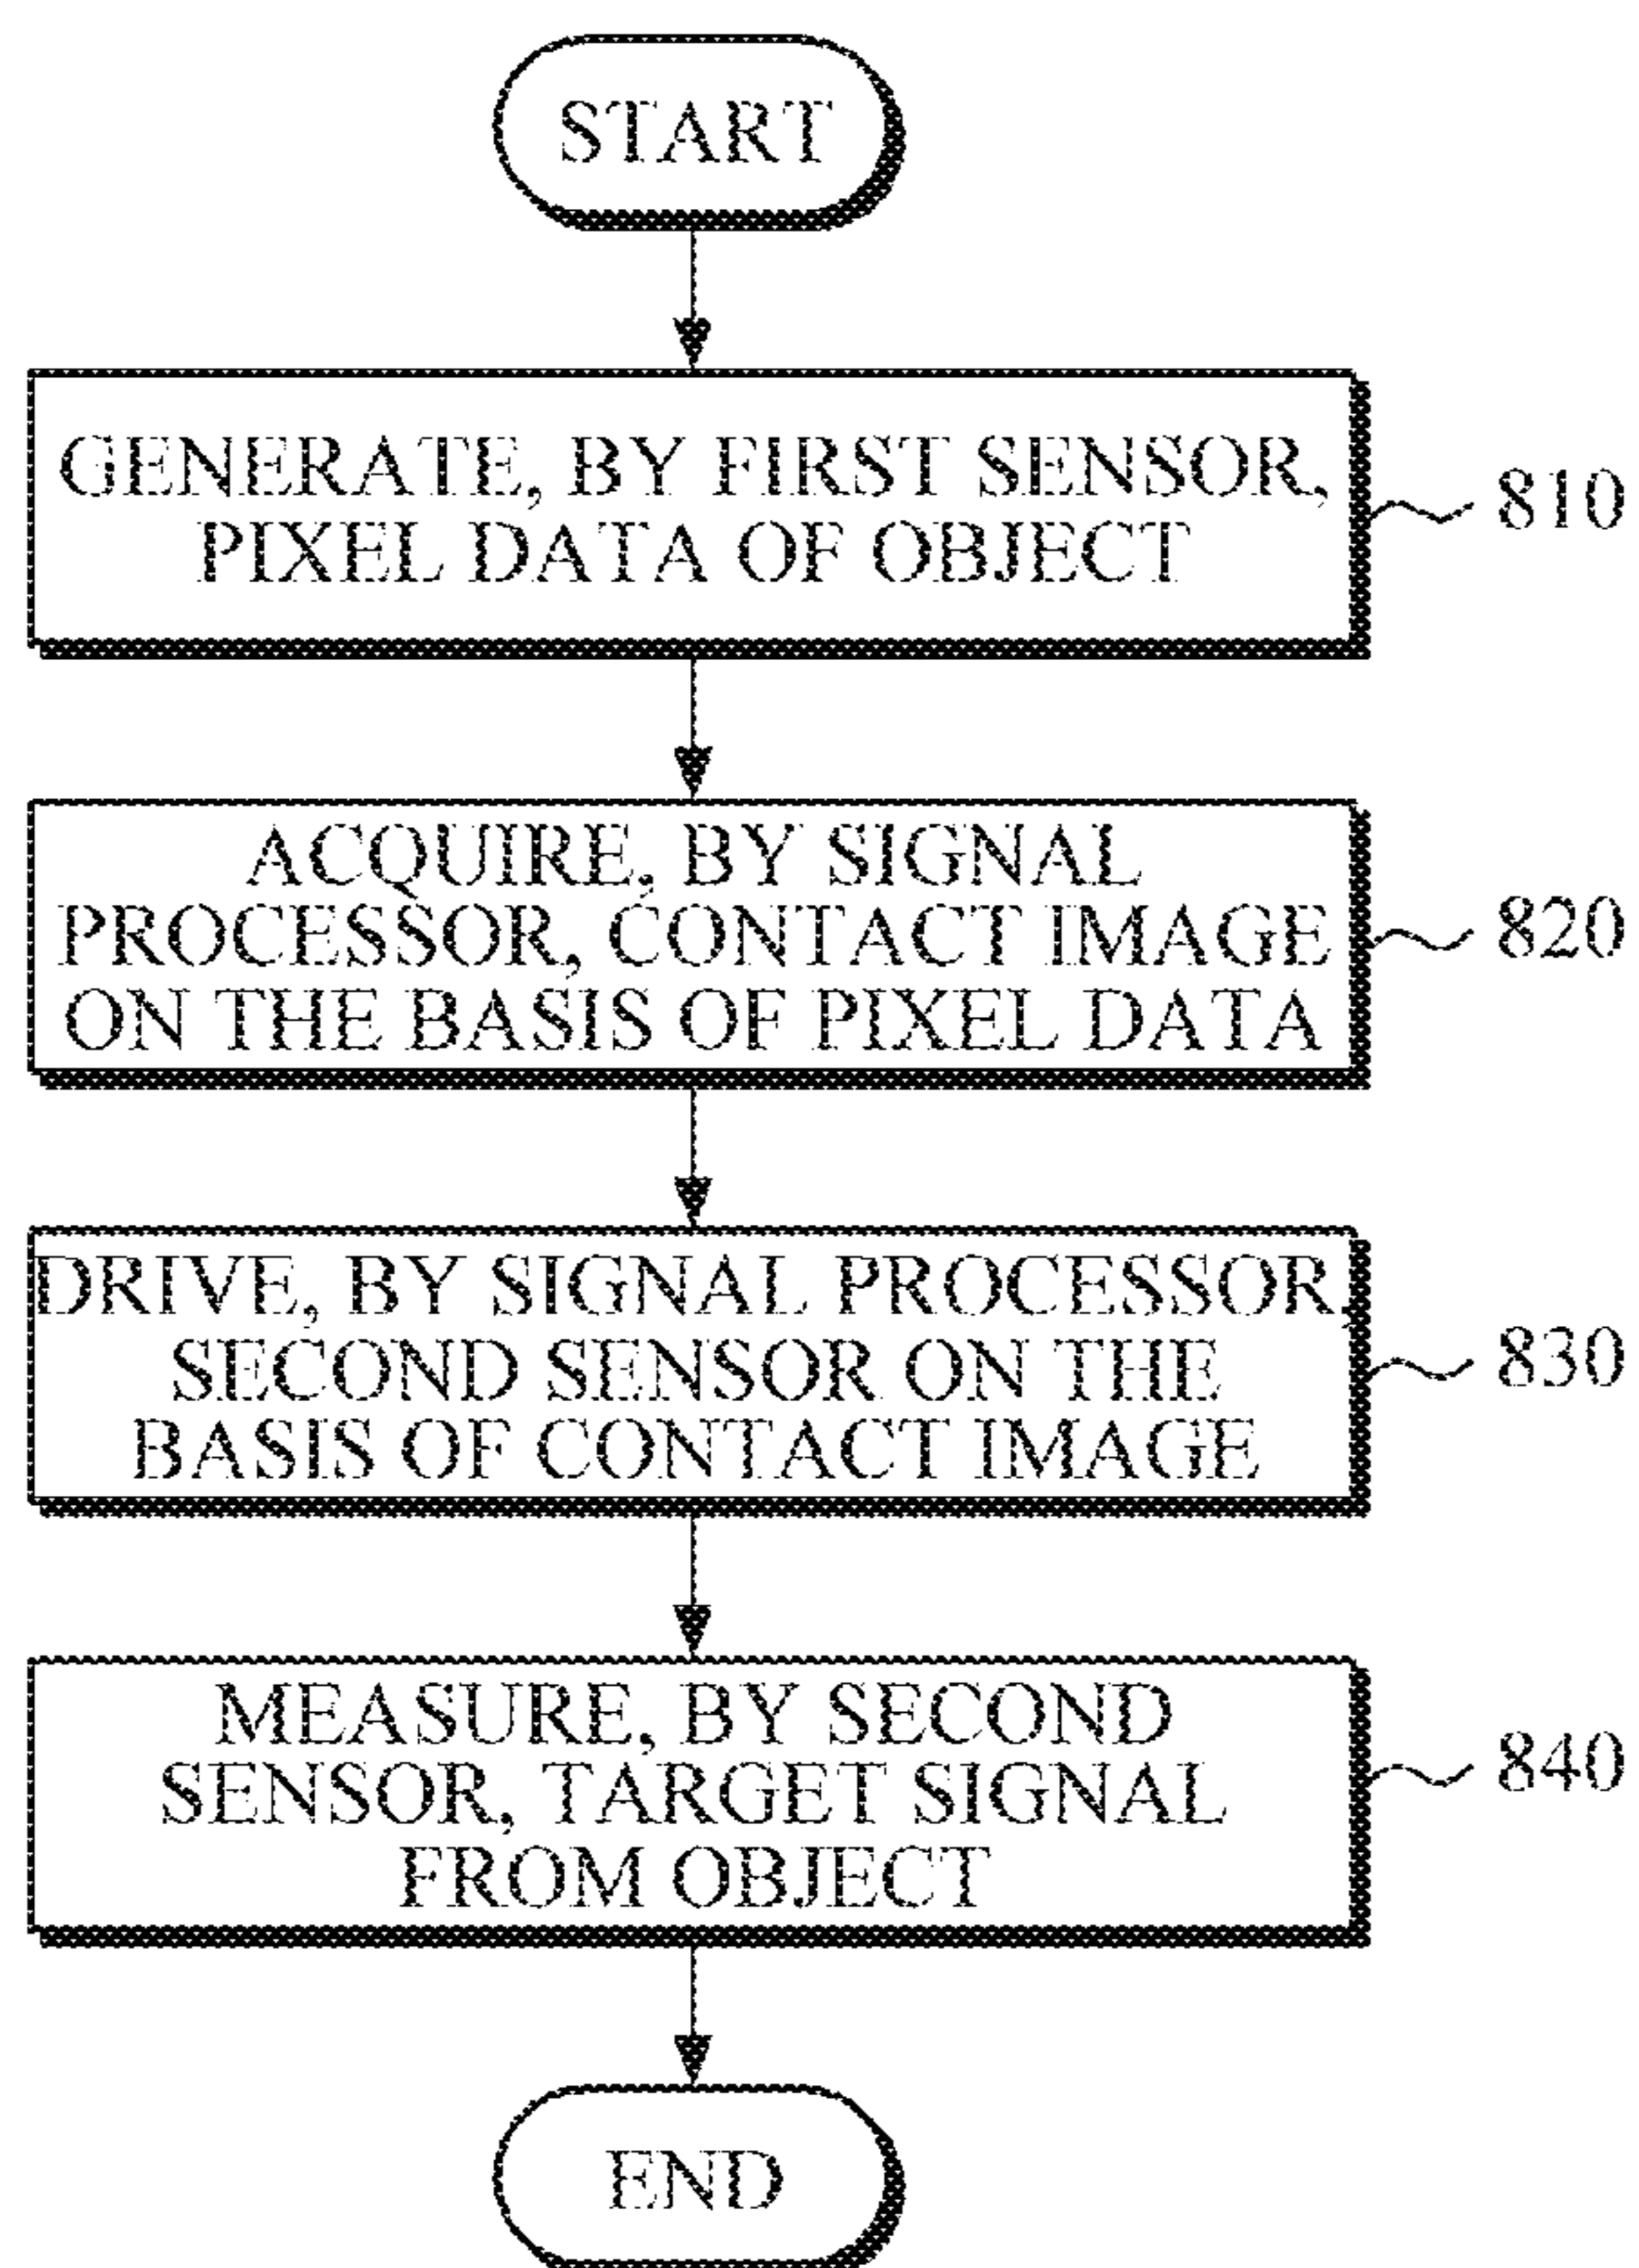 START
GENERATE, BY FIRST SENSOR,
PIXEL DATA OF OBJECT
810
ACQUIRE, BY SIGNAL
PROCESSOR, CONTACT IMAGE
ON THE BASIS OF PIXEL DATA
820
DRIVE, BY SIGNAL PROCESSOR,
SECOND SENSOR ON THE
BASIS OF CONTACT IMAGE
830
MEASURE, BY SECOND
SENSOR, TARGET SIGNAL
FROM OBJECT
840
END